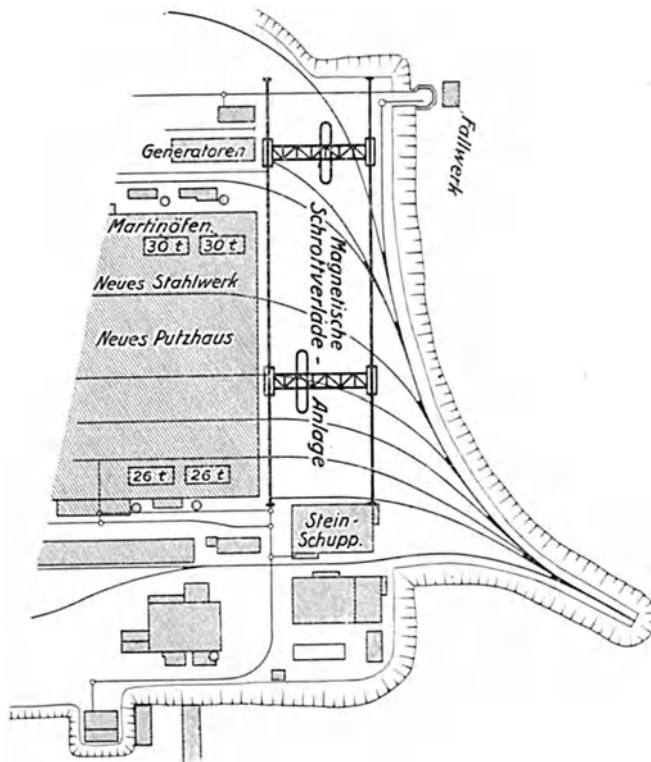 Fallwerk
Generatoren
Martinöfen
30 t 30 t
Neues Stahlwerk
Neues Putzhaus
Magnetische
Schrottverlade-
Anlage
26 t 26 t
Stein-
Schupp.